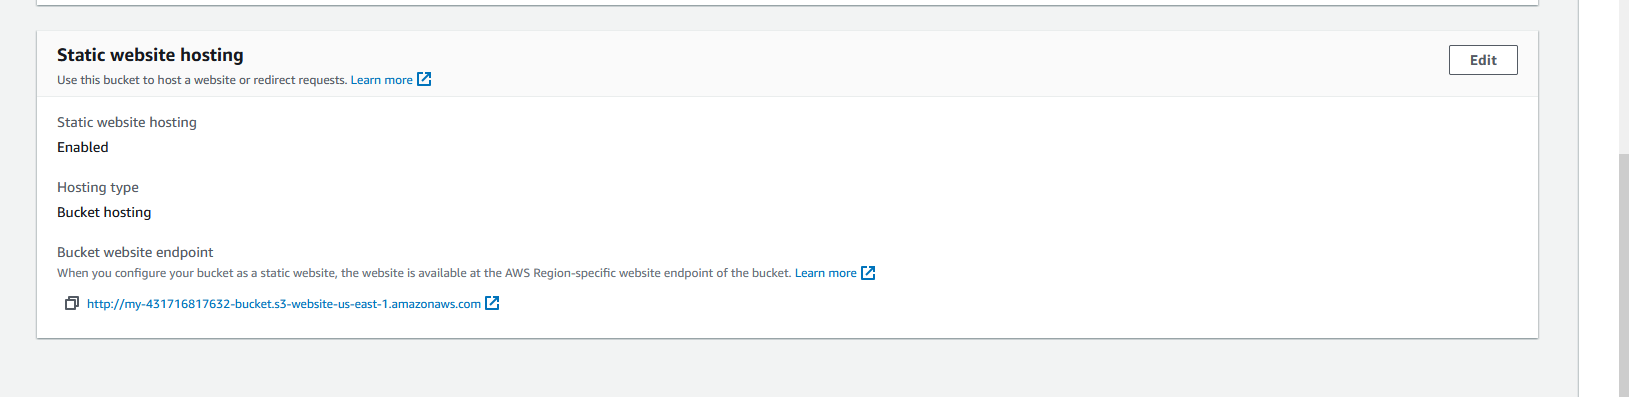 Static website hosting
Edit
Use this bucket to host a website or redirect requests. Learn more
Static website hosting
Enabled
Hosting type
Bucket hosting
Bucket website endpoint
When you configure your bucket as a static website, the website is available at the AWS Region-specific website endpoint of the bucket. Learn more
http://my-431716817632-bucket.s3-website-us-east-1.amazonaws.com